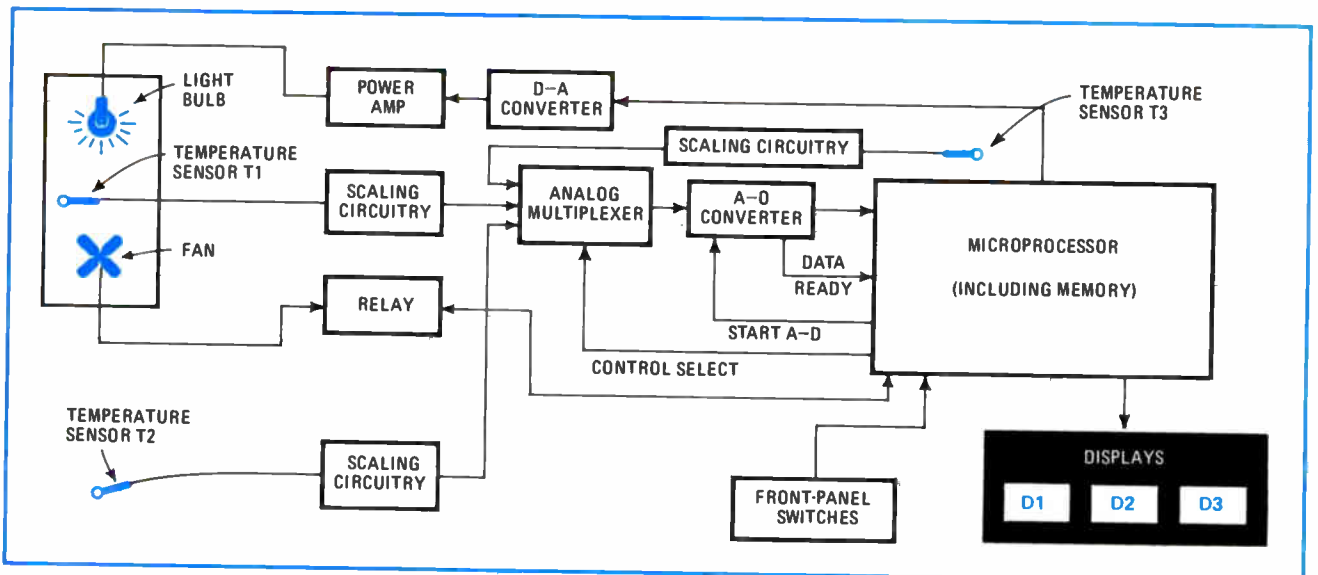 LIGHT
BULB
POWER
AMP
D–A
CONVERTER
TEMPERATURE
SENSOR T3
SCALING CIRCUITRY
TEMPERATURE
SENSOR T1
SCALING
CIRCUITRY
ANALOG
MULTIPLEXER
A–D
CONVERTER
MICROPROCESSOR
(INCLUDING MEMORY)
FAN
DATA
READY
RELAY
START A–D
CONTROL SELECT
TEMPERATURE
SENSOR T2
SCALING
CIRCUITRY
FRONT-PANEL
SWITCHES
DISPLAYS
D1 D2 D3